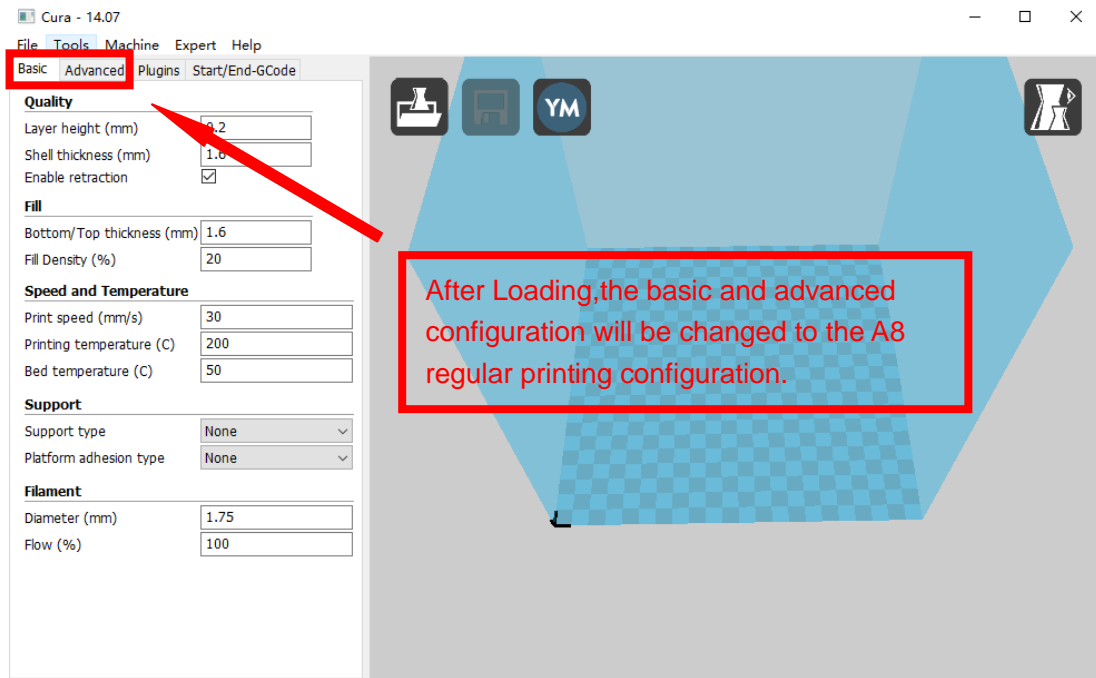 Cura - 14.07
File Tools Machine Expert Help
Basic Advanced Plugins Start/End-GCode
Quality
Layer height (mm) 0.2
Shell thickness (mm) 1.6
Enable retraction
Fill
Bottom/Top thickness (mm) 1.6
Fill Density (%) 20
Speed and Temperature
Print speed (mm/s) 30
Printing temperature (C) 200
Bed temperature (C) 50
Support
Support type None
Platform adhesion type None
Filament
Diameter (mm) 1.75
Flow (%) 100
YM
After Loading,the basic and advanced
configuration will be changed to the A8
regular printing configuration.